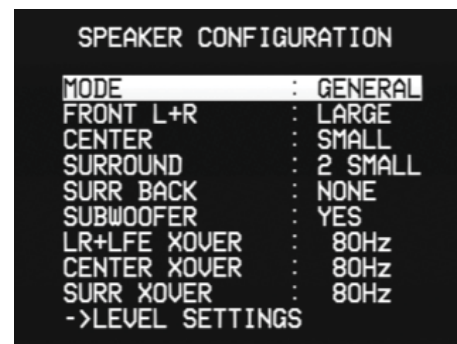 SPEAKER CONFIGURATION
MODE : GENERAL
FRONT L+R : LARGE
CENTER : SMALL
SURROUND : 2 SMALL
SURR BACK : NONE
SUBWOOFER : YES
LR+LFE XOVER : 80Hz
CENTER XOVER : 80Hz
SURR XOVER : 80Hz
->LEVEL SETTINGS